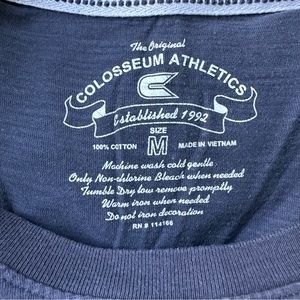 The Original
COLOSSEUM ATHLETICS
Established 1992
SIZE
100% COTTON M MADE IN VIETNAM
Machine wash cold gentle
Only Non-chlorine Bleach when needed
Tumble Dry low remove promptly
Warm iron when needed
Do not iron decoration
RN # 114166